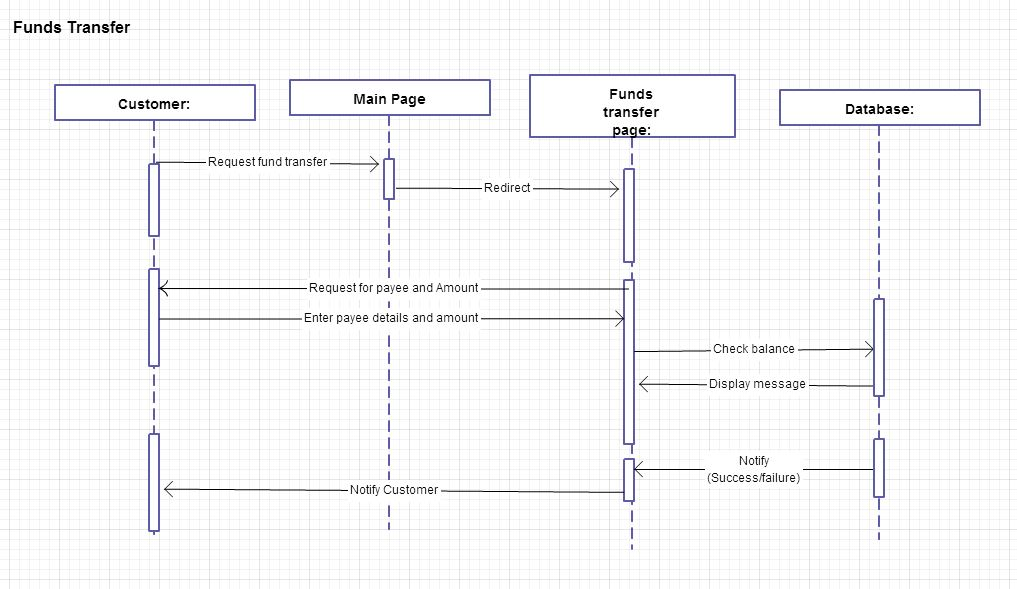 Funds Transfer
Customer:
Main Page
Funds
transfer
page:
Database:
Request fund transfer
Redirect
Request for payee and Amount
Enter payee details and amount
Check balance
Display message
Notify
(Success/failure)
Notify Customer